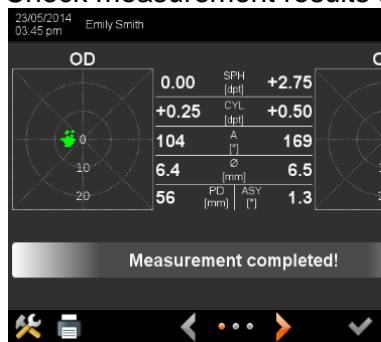 Check measurement results
23/05/2014
03:45 pm
Emily Smith
OD
0.00 SPH [dpt] +2.75
+0.25 CYL [dpt] +0.50
104 A [°] 169
6.4 Ø [mm] 6.5
56 PD [mm] ASY [°] 1.3
0
10
20
Measurement completed!